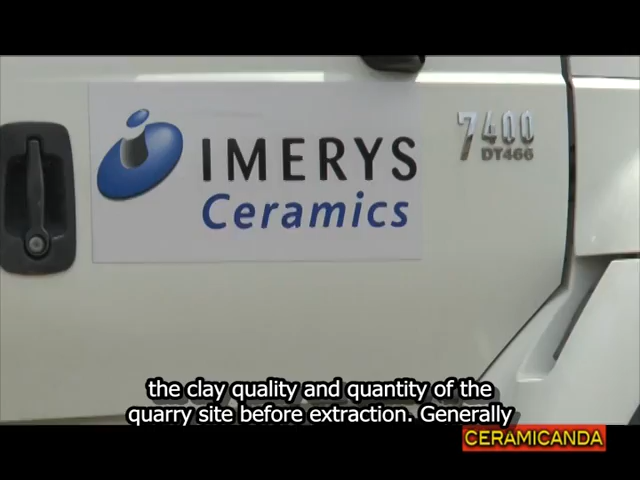 IMERYS
Ceramics
7400
DT466
the clay quality and quantity of the
quarry site before extraction. Generally
CERAMICANDA